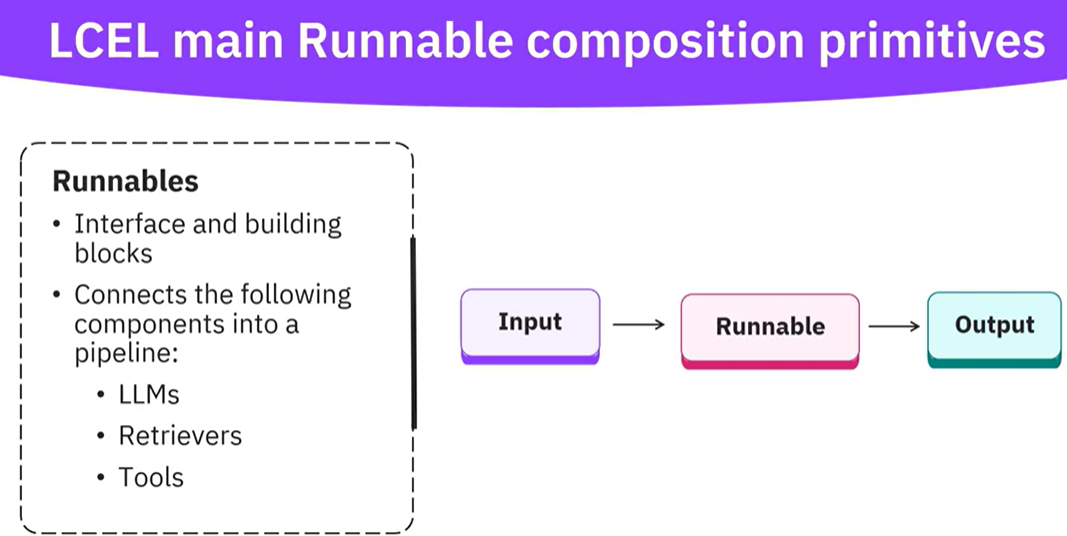 LCEL main Runnable composition primitives
Runnables
• Interface and building
blocks
• Connects the following
components into a
pipeline:
• LLMs
• Retrievers
• Tools
Input
Runnable
Output